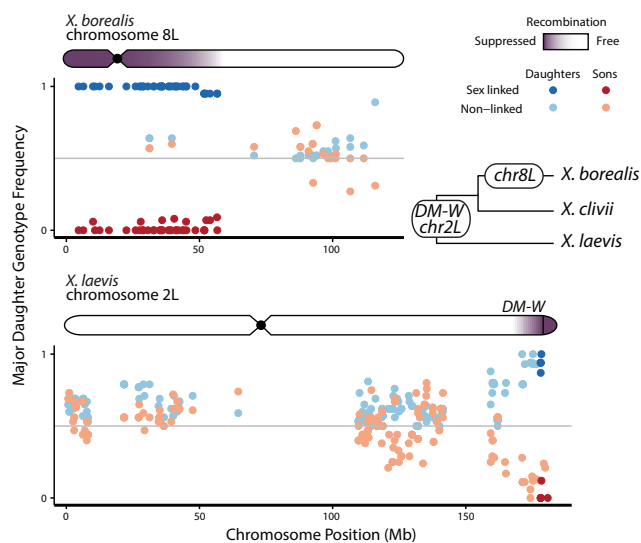 X. borealis
chromosome 8L
Recombination
Suppressed
Free
Daughters
Sons
Sex linked
Non-linked
Major Daughter Genotype Frequency
1
0
0
50
100
chr8L
DM-W
chr2L
X. borealis
X. clivii
X. laevis
X. laevis
chromosome 2L
DM-W
1
0
0
50
100
150
Chromosome Position (Mb)